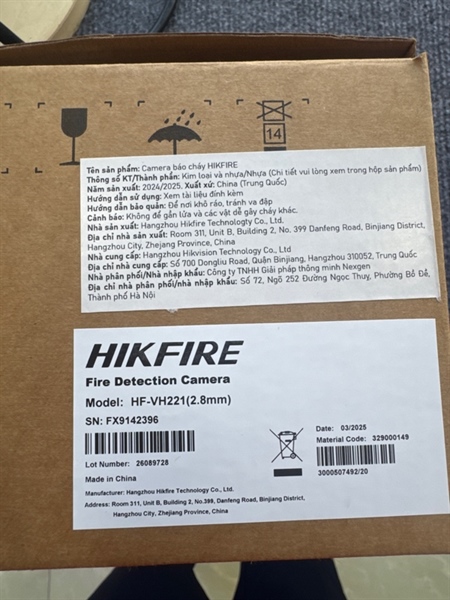 14
Tên sản phẩm: Camera báo cháy HIKFIRE
Thông số KT/Thành phần: Kim loại và nhựa/Nhựa (Chi tiết vui lòng xem trong hộp sản phẩm)
Năm sản xuất: 2024/2025. Xuất xứ: China (Trung Quốc)
Hướng dẫn sử dụng: Xem tài liệu đính kèm
Hướng dẫn bảo quản: Để nơi khô ráo, tránh va đập
Cảnh báo: Không để gần lửa và các vật dễ gây cháy khác.
Nhà sản xuất: Hangzhou Hikfire Technologty Co., Ltd.
Địa chỉ nhà sản xuất: Room 311, Unit B, Building 2, No. 399 Danfeng Road, Binjiang District,
Hangzhou City, Zhejang Province, China
Nhà cung cấp: Hangzhou Hikvision Technology Co., Ltd
Địa chỉ nhà cung cấp: Số 700 Dongliu Road, Quận Binjiang, Hangzhou 310052, Trung Quốc
Nhà phân phối/Nhà nhập khẩu: Công ty TNHH Giải pháp thông minh Nexgen
Địa chỉ nhà phân phối/nhà nhập khẩu: Số 72, Ngõ 252 Đường Ngọc Thuỵ, Phường Bồ Đề,
Thành phố Hà Nội
HIKFIRE
Fire Detection Camera
Model: HF-VH221(2.8mm)
SN: FX9142396
Lot Number: 26089728
Made in China
Date: 03/2025
Material Code: 329000149
3000507492/20
Manufacturer: Hangzhou Hikfire Technology Co., Ltd.
Address: Room 311, Unit B, Building 2, No.399, Danfeng Road, Binjiang District,
Hangzhou City, Zhejiang Province, China